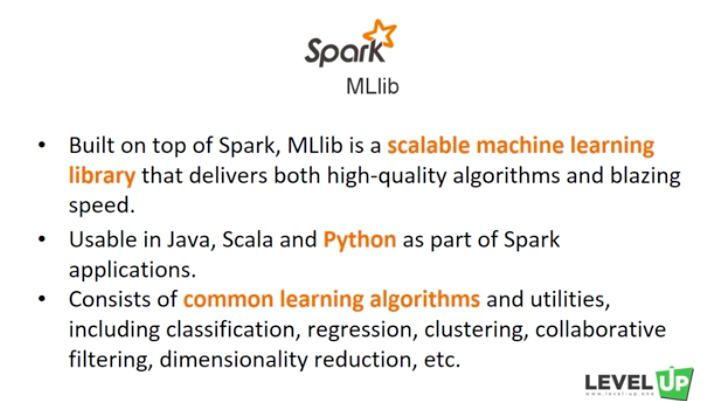 Spark
MLlib
• Built on top of Spark, MLlib is a scalable machine learning
library that delivers both high-quality algorithms and blazing
speed.
• Usable in Java, Scala and Python as part of Spark
applications.
• Consists of common learning algorithms and utilities,
including classification, regression, clustering, collaborative
filtering, dimensionality reduction, etc.
LEVEL UP
www.level-up.one